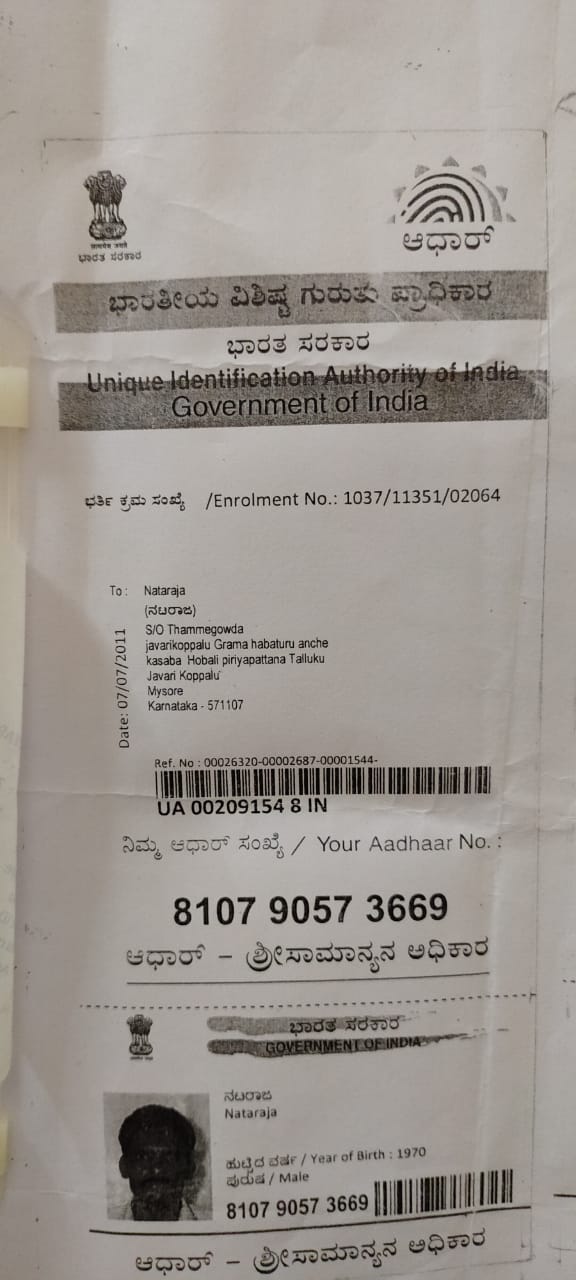 ಆಧಾರ್
ಭಾರತ ಸರಕಾರ
ಭಾರತೀಯ ವಿಶಿಷ್ಟ ಗುರುತು ಪ್ರಾಧಿಕಾರ
ಭಾರತ ಸರಕಾರ
Unique Identification Authority of India
Government of India
ಭರ್ತಿ ಕ್ರಮ ಸಂಖ್ಯೆ /Enrolment No.: 1037/11351/02064
To: Nataraja
(ನಟರಾಜ)
S/O Thammegowda
javarikoppalu Grama habaturu anche
kasaba Hobali piriyapattana Talluku
Javari Koppalu
Mysore
Karnataka - 571107
Date: 07/07/2011
Ref. No : 00026320-00002687-00001544-
UA 00209154 8 IN
ನಿಮ್ಮ ಆಧಾರ್ ಸಂಖ್ಯೆ / Your Aadhaar No. :
8107 9057 3669
ಆಧಾರ್ – ಶ್ರೀಸಾಮಾನ್ಯನ ಅಧಿಕಾರ
ಭಾರತ ಸರಕಾರ
GOVERNMENT OF INDIA
ನಟರಾಜ
Nataraja
ಹುಟ್ಟಿದ ವರ್ಷ / Year of Birth : 1970
ಪುರುಷ / Male
8107 9057 3669
ಆಧಾರ್ – ಶ್ರೀಸಾಮಾನ್ಯನ ಅಧಿಕಾರ